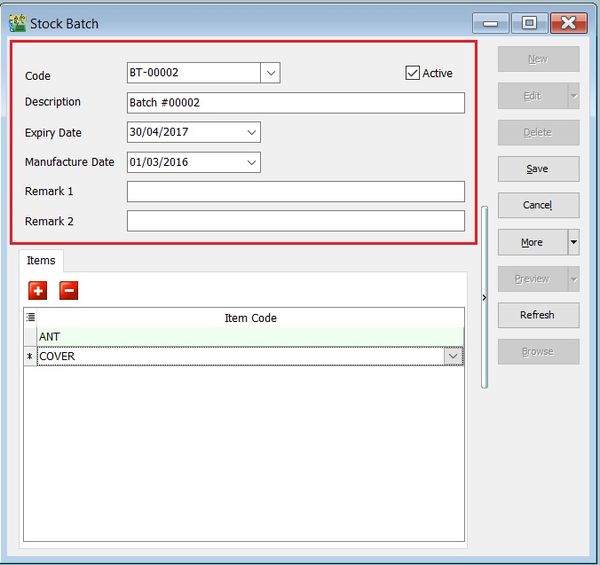 Stock Batch
Code BT-00002 Active
Description Batch #00002
Expiry Date 30/04/2017
Manufacture Date 01/03/2016
Remark 1
Remark 2
Items
Item Code
ANT
* COVER
New
Edit
Delete
Save
Cancel
More
Preview
Refresh
Browse